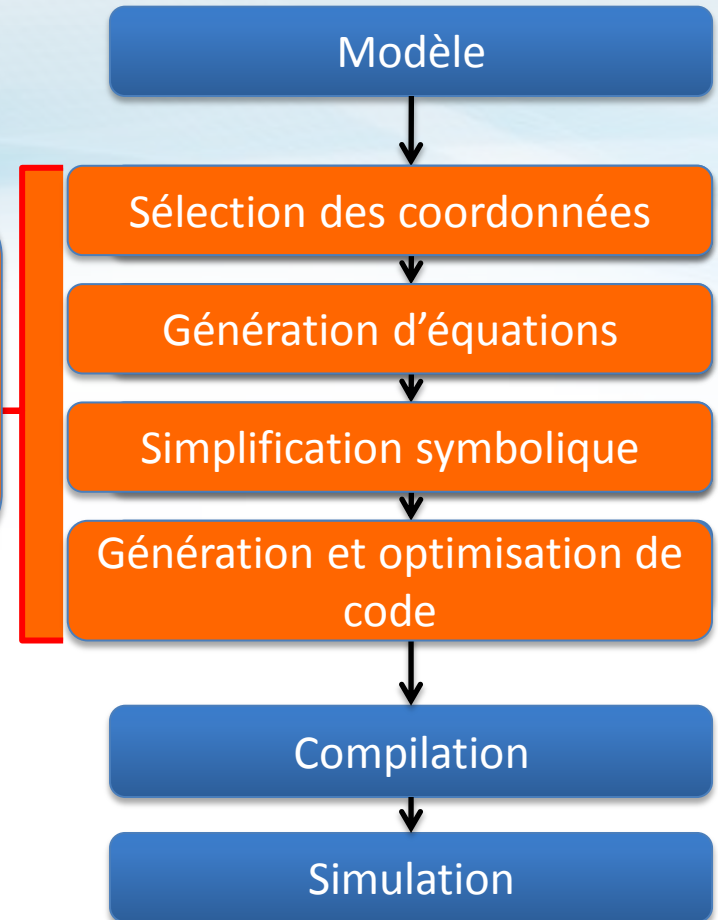 Modèle
Sélection des coordonnées
Génération d’équations
Simplification symbolique
Génération et optimisation de
code
Compilation
Simulation